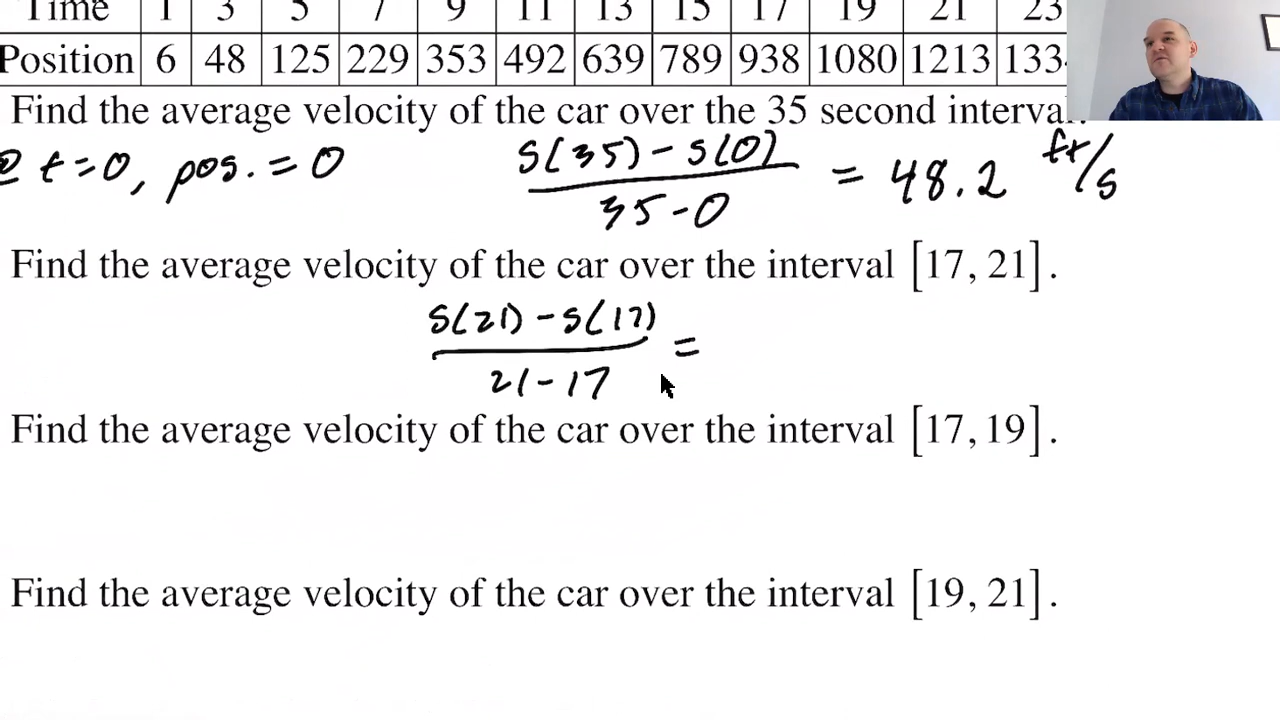 Time 1 3 5 7 9 11 13 15 17 19 21 23
Position 6 48 125 229 353 492 639 789 938 1080 1213 133
Find the average velocity of the car over the 35 second interval.
@ t=0, pos. = 0
S(35) - S(0)
35-0
= 48.2 ft/s
Find the average velocity of the car over the interval [17, 21].
S(21) - S(17)
21-17
=
Find the average velocity of the car over the interval [17, 19].
Find the average velocity of the car over the interval [19, 21].